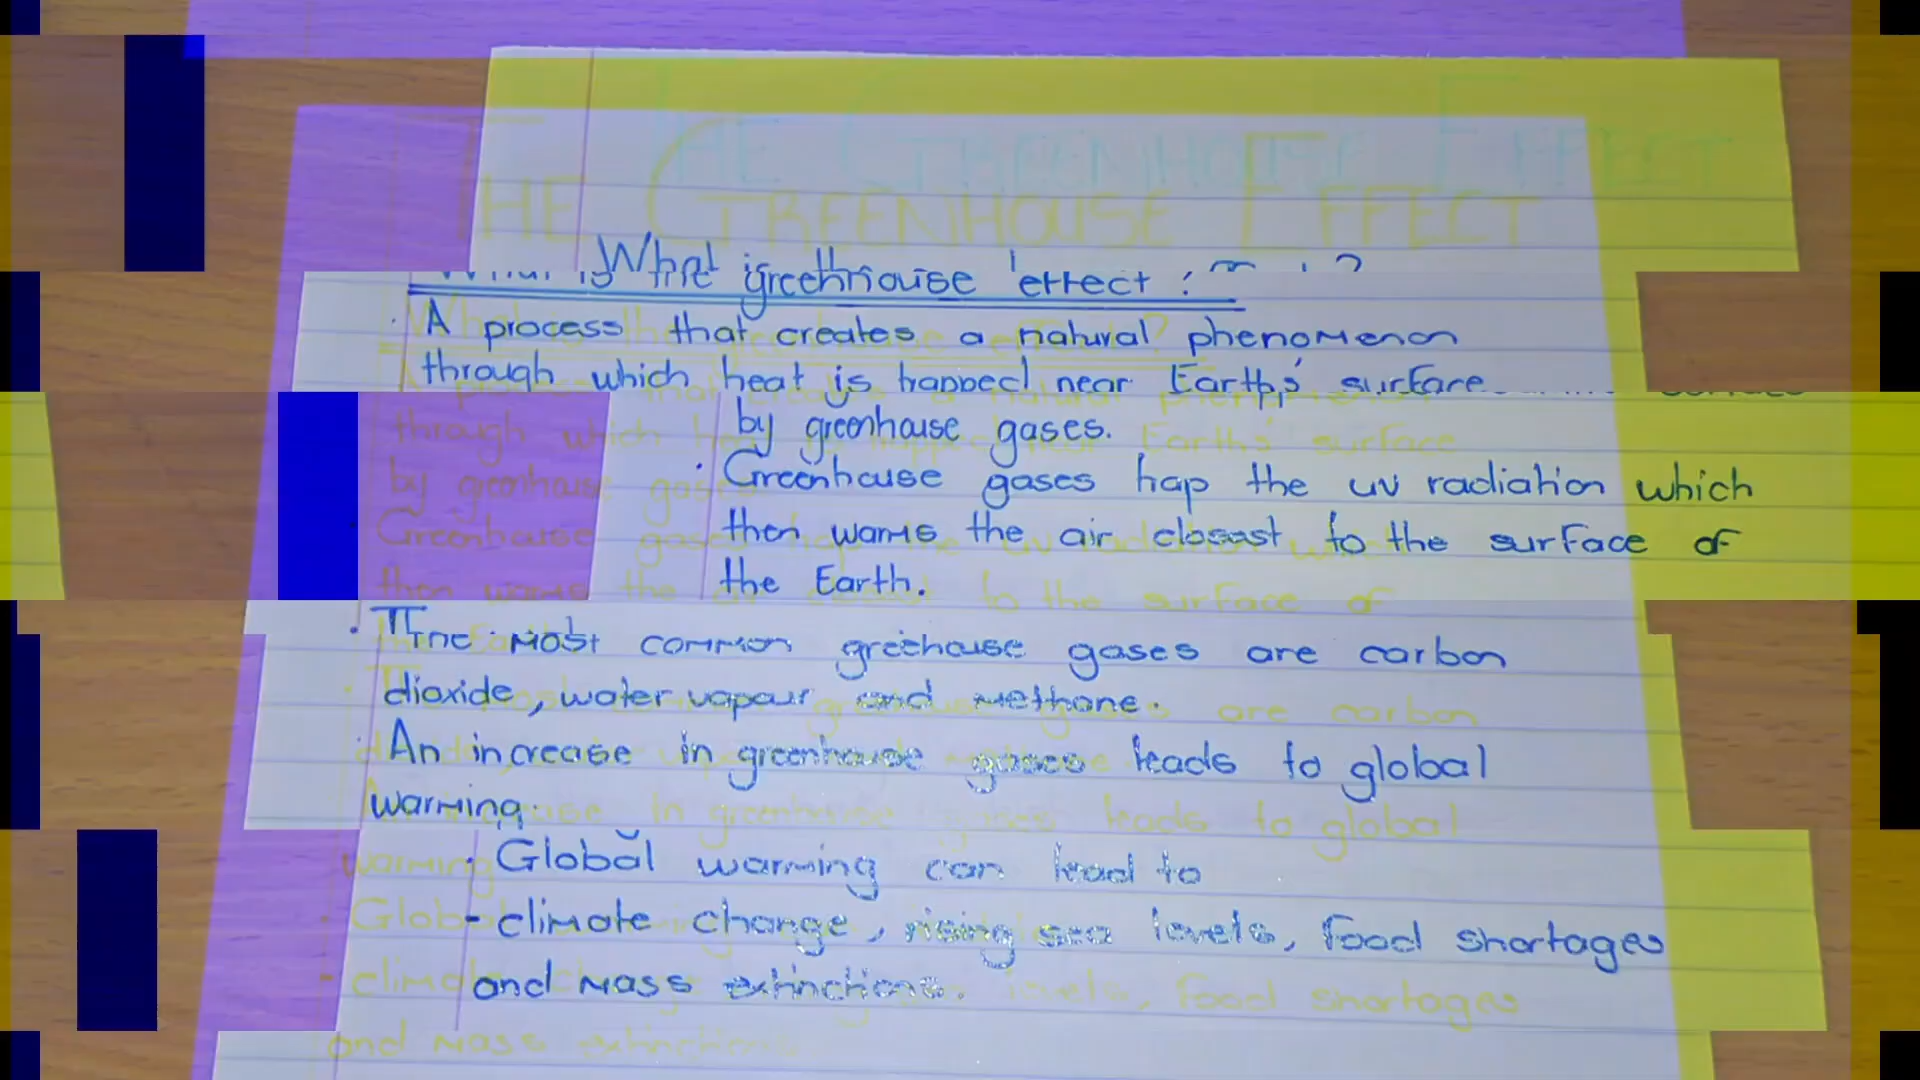 THE GREENHOUSE EFFECT
What is the greenhouse effect?
· A process that creates a natural phenomenon
through which heat is trapped near Earths' surface
by greenhouse gases.
· Greenhouse gases trap the uv radiation which
then warms the air closest to the surface of
the Earth.
· The most common greehouse gases are carbon
dioxide, water vapour and methane.
· An increase in greenhouse gases leads to global
warming.
· Global warming can lead to
- climate change, rising sea levels, food shortages
and mass extinctions.